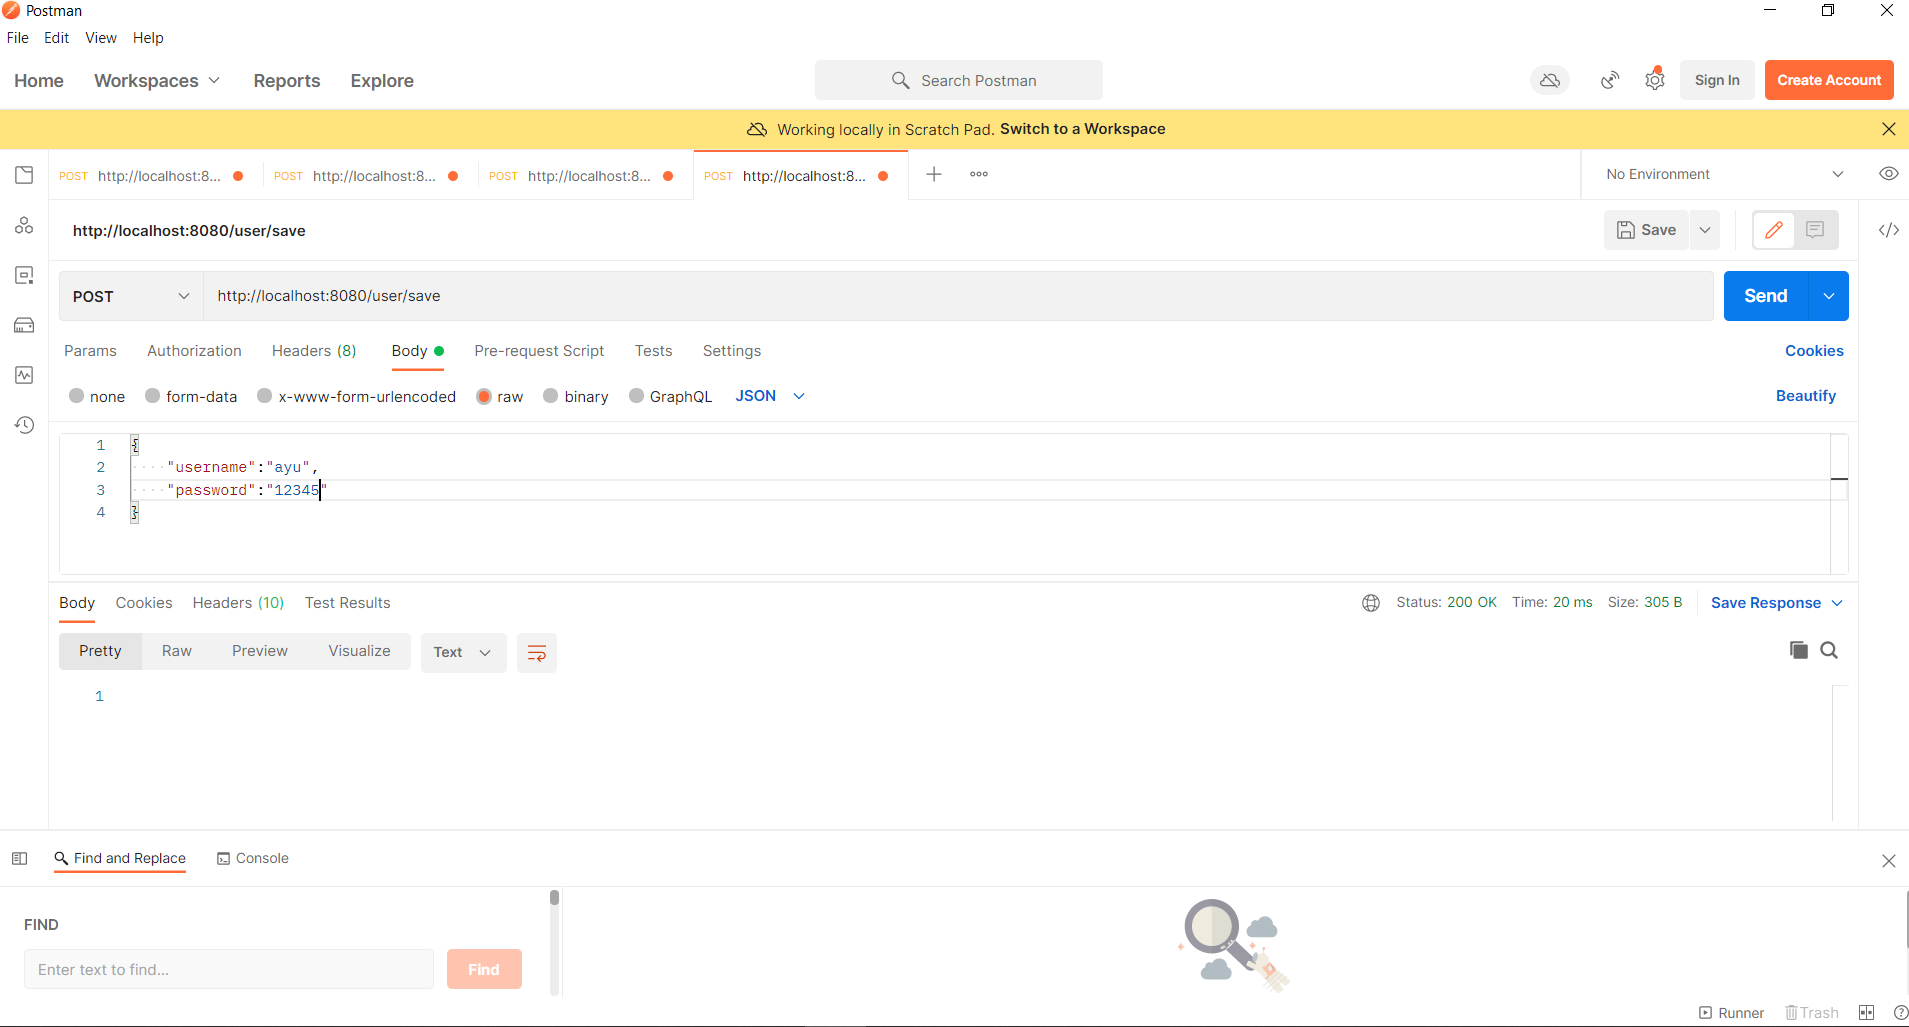 Postman
File Edit View Help
Home Workspaces Reports Explore Search Postman Sign In Create Account
Working locally in Scratch Pad. Switch to a Workspace
POST http://localhost:8... POST http://localhost:8... POST http://localhost:8... POST http://localhost:8... No Environment
http://localhost:8080/user/save Save
POST http://localhost:8080/user/save Send
Params Authorization Headers (8) Body Pre-request Script Tests Settings Cookies
none form-data x-www-form-urlencoded raw binary GraphQL JSON Beautify
1 {
2 "username":"ayu",
3 "password":"12345"
4 }
Body Cookies Headers (10) Test Results Status: 200 OK Time: 20 ms Size: 305 B Save Response
Pretty Raw Preview Visualize Text
1
Find and Replace Console
FIND
Enter text to find... Find
Runner Trash